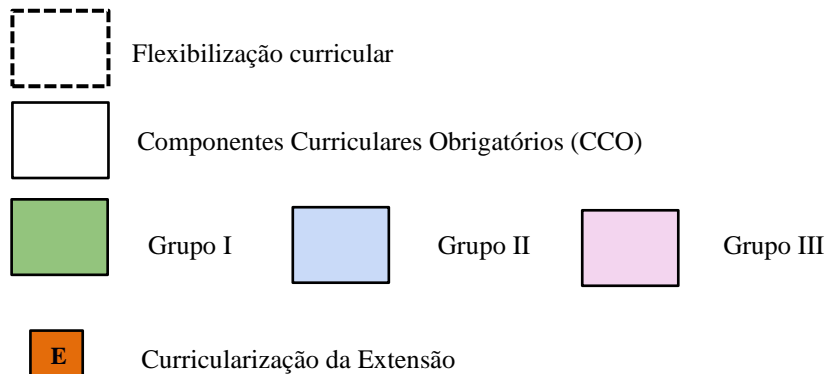 Flexibilização curricular
Componentes Curriculares Obrigatórios (CCO)
Grupo I Grupo II Grupo III
E Curricularização da Extensão